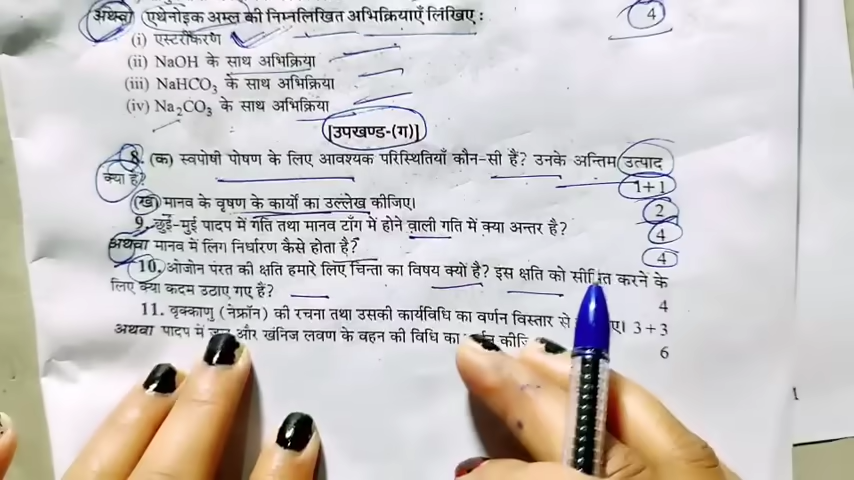 अथवा एथेनोइक अम्ल की निम्नलिखित अभिक्रियाएँ लिखिए : 4
(i) एस्टरीकरण
(ii) NaOH के साथ अभिक्रिया
(iii) NaHCO3 के साथ अभिक्रिया
(iv) Na2CO3 के साथ अभिक्रिया
[उपखण्ड-(ग)]
8. (क) स्वपोषी पोषण के लिए आवश्यक परिस्थितियाँ कौन-सी हैं? उनके अन्तिम उत्पाद
क्या हैं? 1+1
(ख) मानव के वृषण के कार्यों का उल्लेख कीजिए। 2
9. छुई-मुई पादप में गति तथा मानव टाँग में होने वाली गति में क्या अन्तर है? 4
अथवा मानव में लिंग निर्धारण कैसे होता है? 4
10. ओजोन परत की क्षति हमारे लिए चिन्ता का विषय क्यों है? इस क्षति को सीमित करने के
लिए क्या कदम उठाए गए हैं? 4
11. वृक्काणु (नेफ्रॉन) की रचना तथा उसकी कार्यविधि का वर्णन विस्तार से 3+3
अथवा पादप में और खनिज लवण के वहन की विधि का 6
1